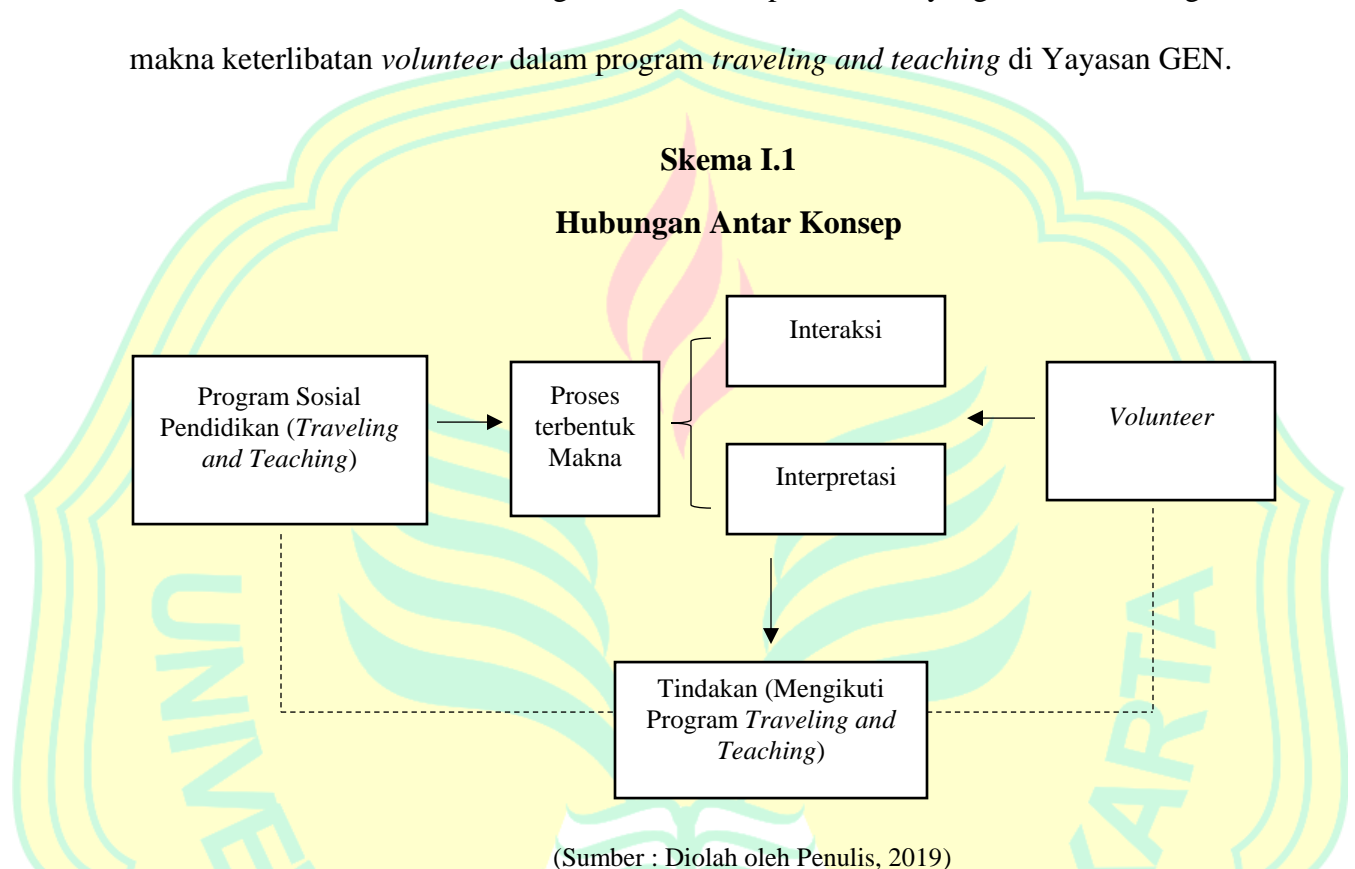 makna keterlibatan volunteer dalam program traveling and teaching di Yayasan GEN.
Skema I.1
Hubungan Antar Konsep
Program Sosial
Pendidikan (Traveling
and Teaching)
Proses
terbentuk
Makna
Interaksi
Interpretasi
Volunteer
Tindakan (Mengikuti
Program Traveling and
Teaching)
(Sumber : Diolah oleh Penulis, 2019)